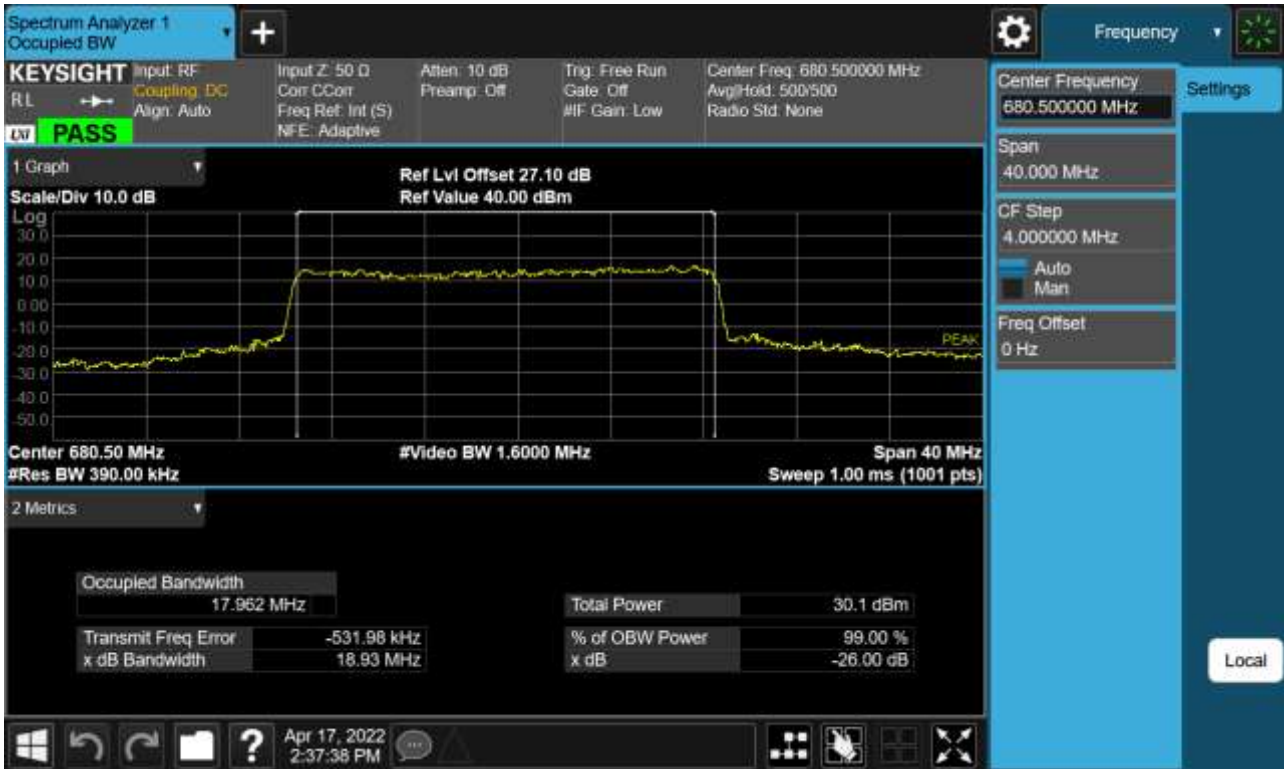 Spectrum Analyzer 1
Occupied BW
+
Frequency
KEYSIGHT
RL
LXI
PASS
Input: RF
Coupling: DC
Align: Auto
Input Z: 50 Ω
Corr CCorr
Freq Ref: Int (S)
NFE: Adaptive
Atten: 10 dB
Preamp: Off
Trig: Free Run
Gate: Off
#IF Gain: Low
Center Freq: 680.500000 MHz
Avg|Hold: 500/500
Radio Std: None
Center Frequency
680.500000 MHz
Settings
Span
40.000 MHz
CF Step
4.000000 MHz
Auto
Man
Freq Offset
0 Hz
Local
1 Graph
Scale/Div 10.0 dB
Ref Lvl Offset 27.10 dB
Ref Value 40.00 dBm
Log
30.0
20.0
10.0
0.00
-10.0
-20.0
-30.0
-40.0
-50.0
PEAK
Center 680.50 MHz
#Video BW 1.6000 MHz
Span 40 MHz
#Res BW 390.00 kHz
Sweep 1.00 ms (1001 pts)
2 Metrics
Occupied Bandwidth
17.962 MHz
Total Power 30.1 dBm
Transmit Freq Error -531.98 kHz
% of OBW Power 99.00 %
x dB Bandwidth 18.93 MHz
x dB -26.00 dB
?
Apr 17, 2022
2:37:38 PM